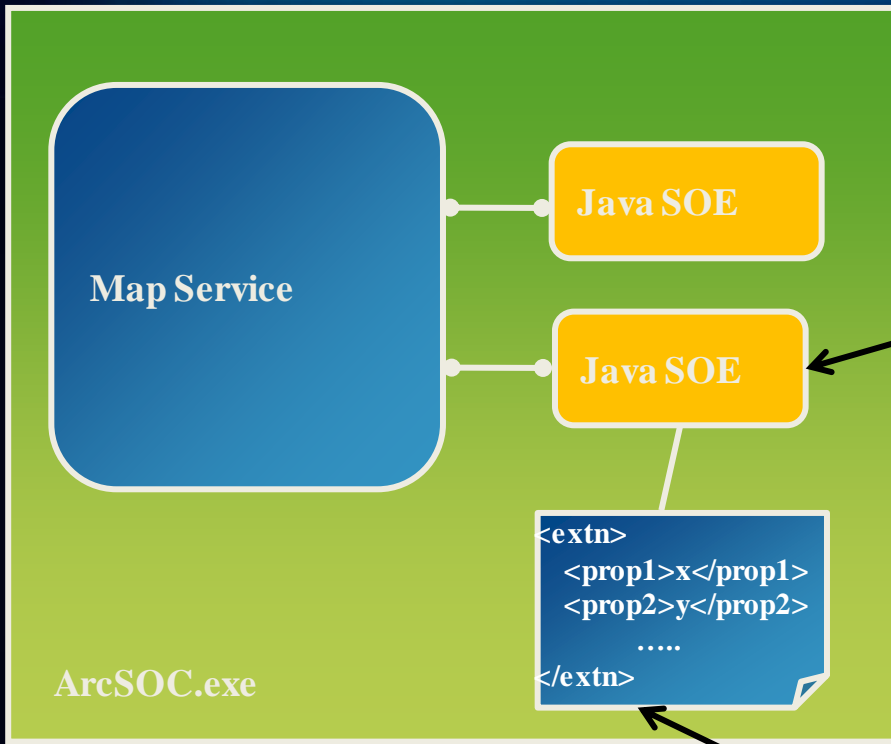 Java SOE
Map Service
Java SOE
<extn>
<prop1>x</prop1>
<prop2>y</prop2>
…..
</extn>
ArcSOC.exe